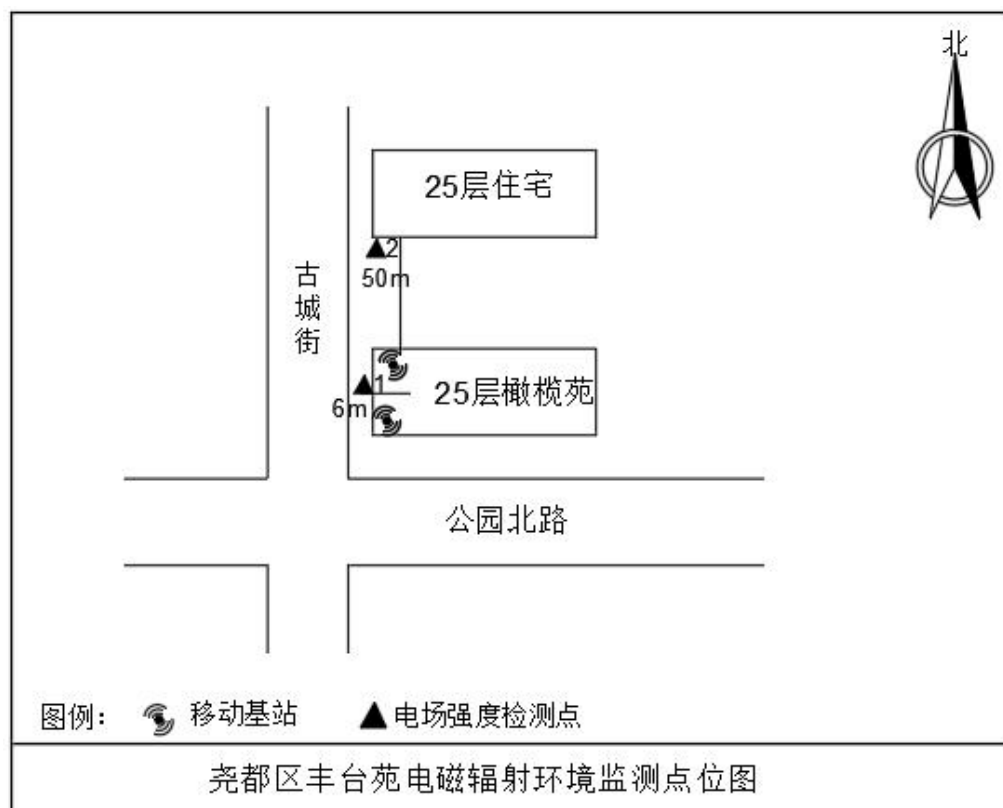 北
25层住宅
▲2
50m
古
城
街
▲1
25层橄榄苑
6m
公园北路
图例： 移动基站 ▲电场强度检测点
尧都区丰台苑电磁辐射环境监测点位图